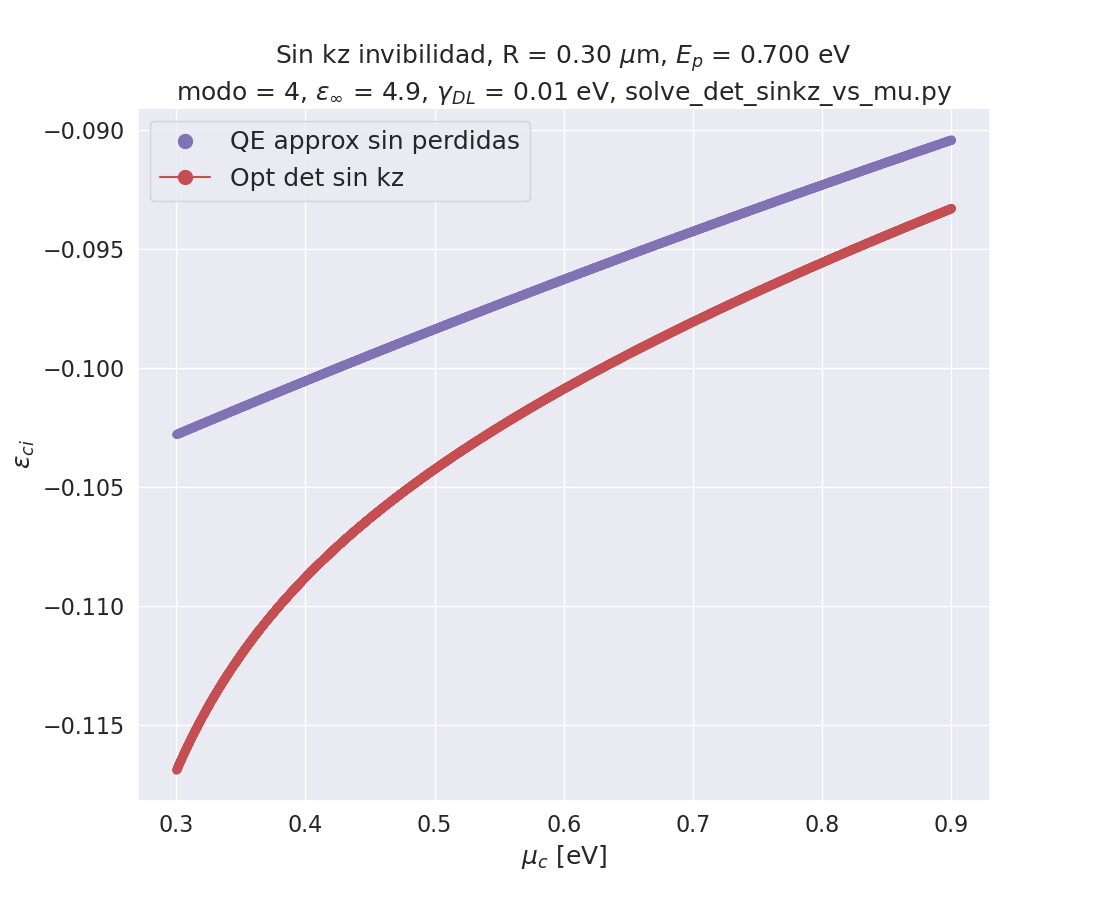 Sin kz invibilidad, R = 0.30 μm, E_p = 0.700 eV
modo = 4, ε_∞ = 4.9, γ_DL = 0.01 eV, solve_det_sinkz_vs_mu.py
QE approx sin perdidas
Opt det sin kz
−0.090
−0.095
−0.100
−0.105
−0.110
−0.115
ε_ci
0.3 0.4 0.5 0.6 0.7 0.8 0.9
μ_c [eV]